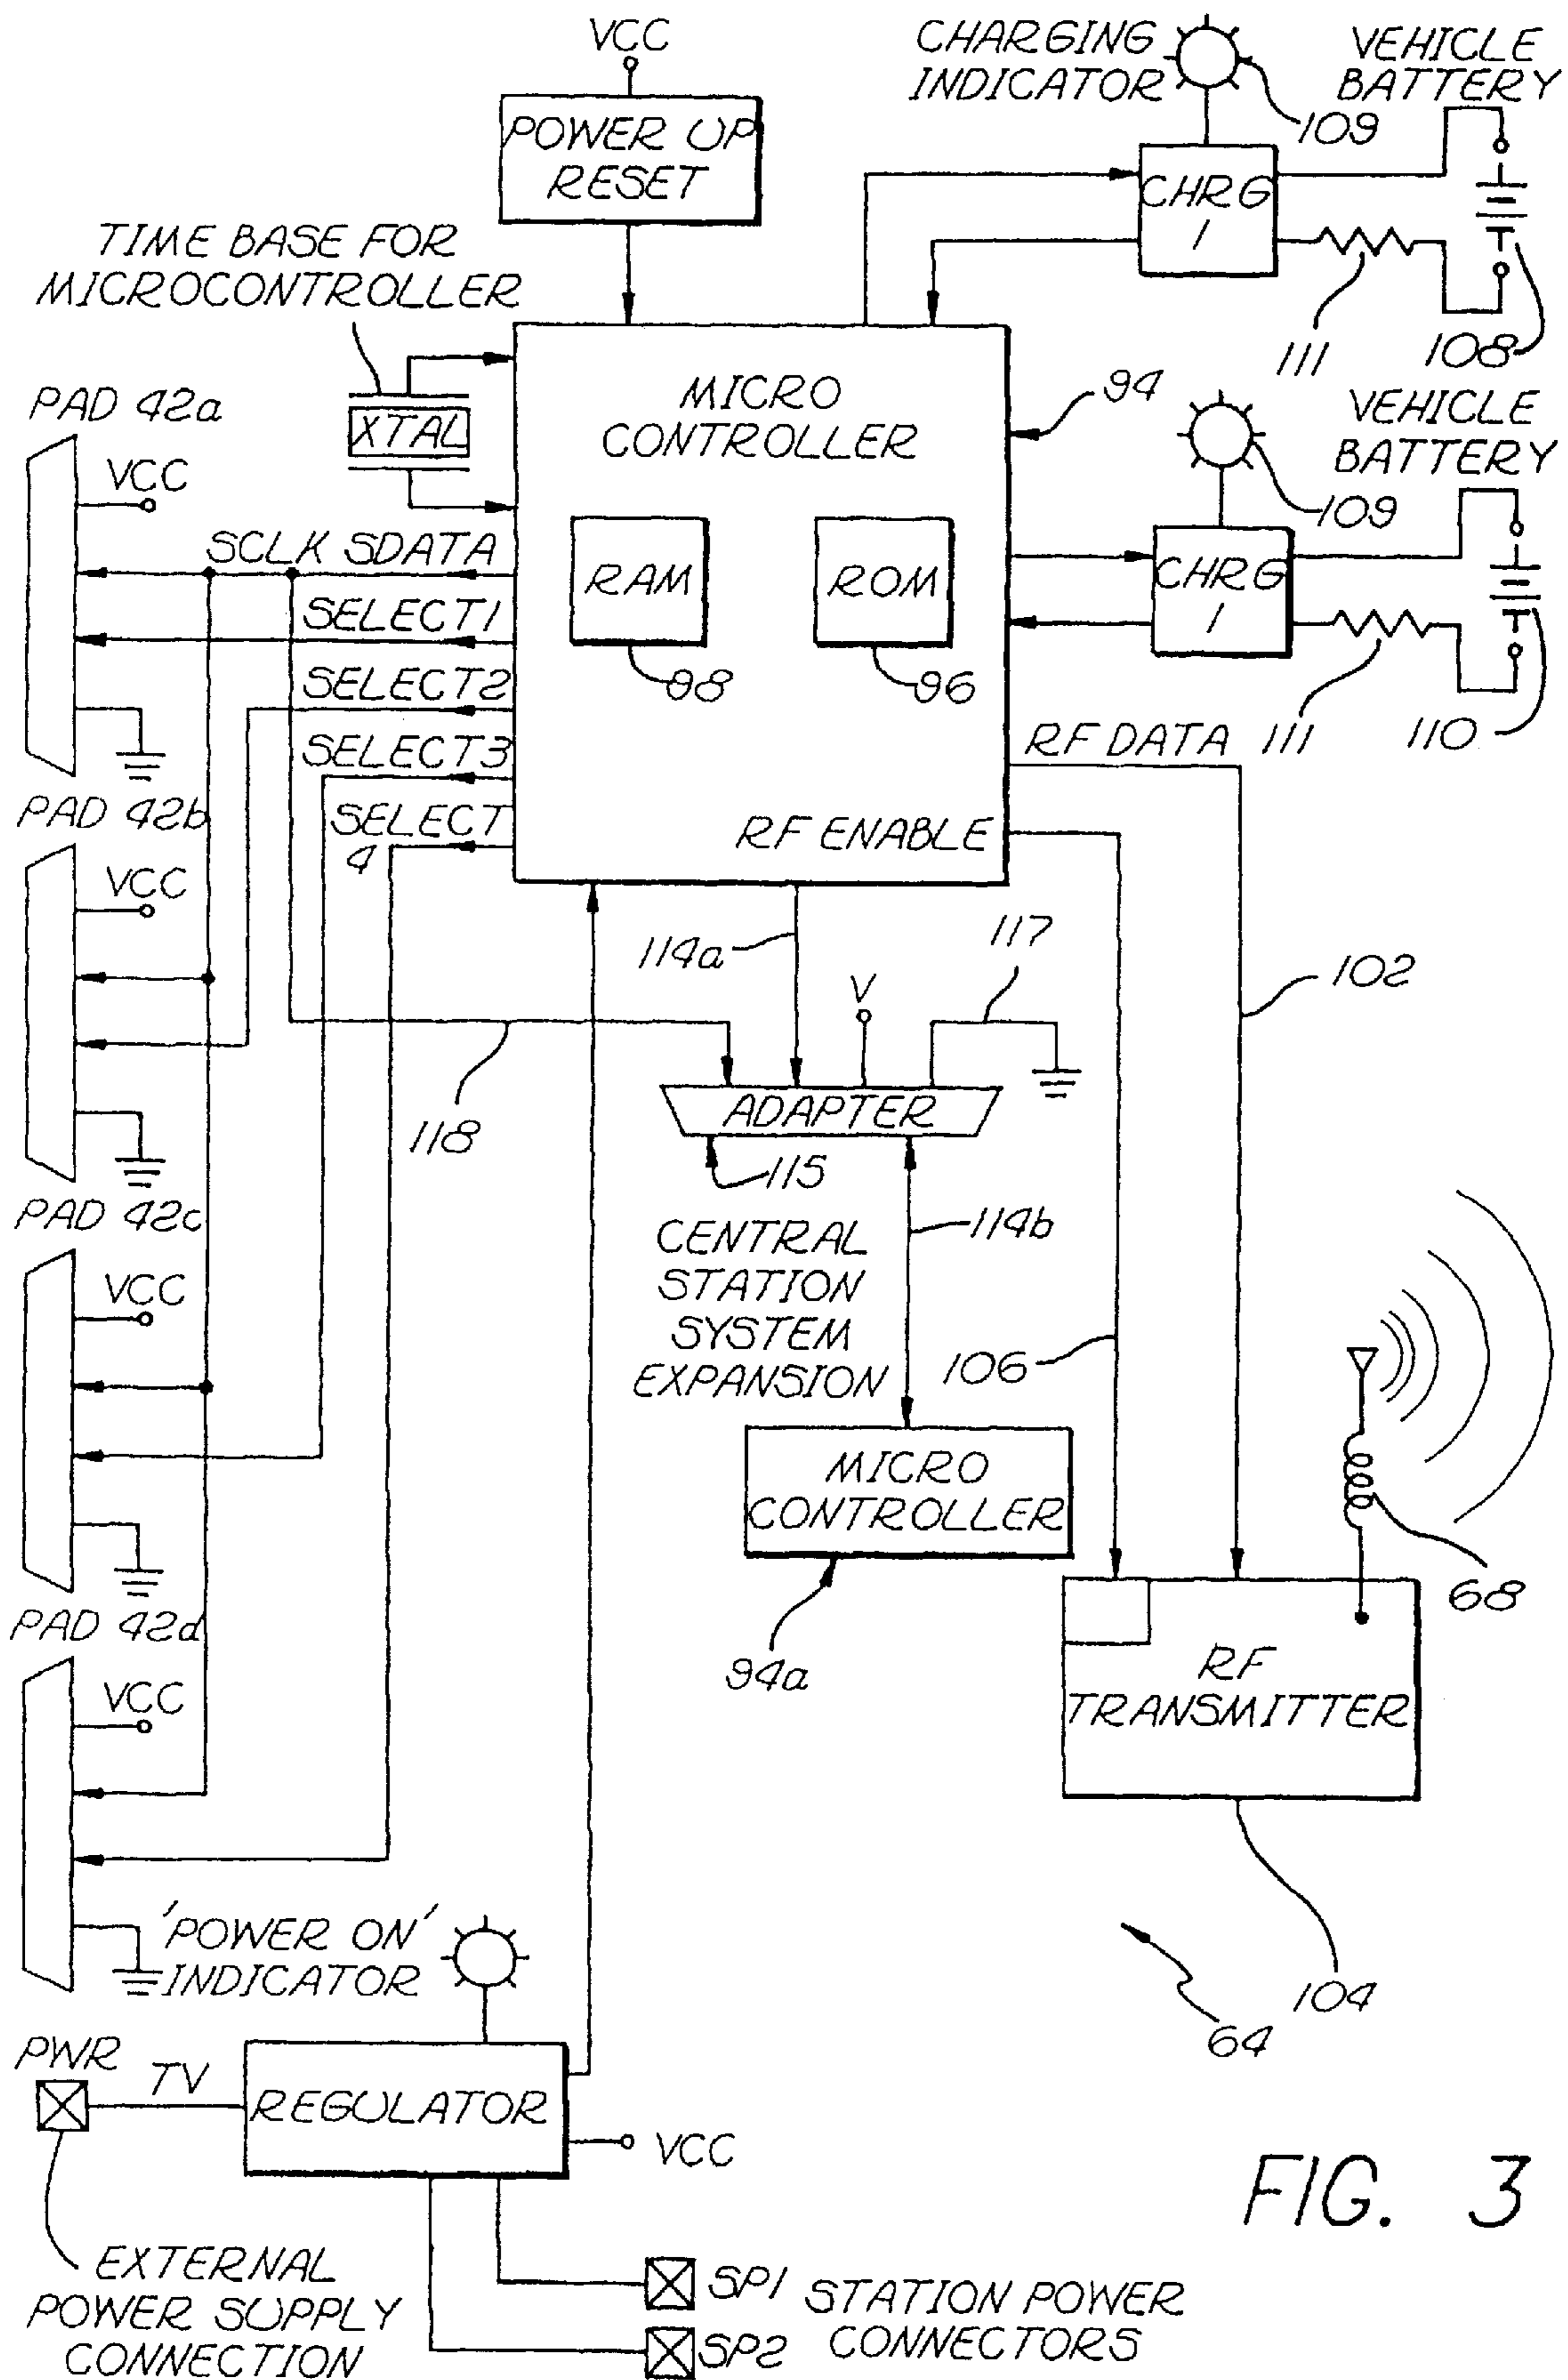 VCC
POWER UP
RESET
CHARGING
INDICATOR
109
VEHICLE
BATTERY
CHRG
1
111
108
TIME BASE FOR
MICROCONTROLLER
XTAL
MICRO
CONTROLLER
94
RAM
98
ROM
96
VEHICLE
BATTERY
109
CHRG
1
111
110
PAD 42a
VCC
SCLK SDATA
SELECT1
SELECT2
SELECT3
SELECT
4
RF DATA
RF ENABLE
PAD 42b
VCC
114a
V
117
102
118
ADAPTER
115
114b
CENTRAL
STATION
SYSTEM
EXPANSION
106
PAD 42c
VCC
MICRO
CONTROLLER
94a
68
RF
TRANSMITTER
104
64
PAD 42d
VCC
'POWER ON'
INDICATOR
PWR
TV
REGULATOR
VCC
EXTERNAL
POWER SUPPLY
CONNECTION
SP1
SP2
STATION POWER
CONNECTORS
FIG. 3